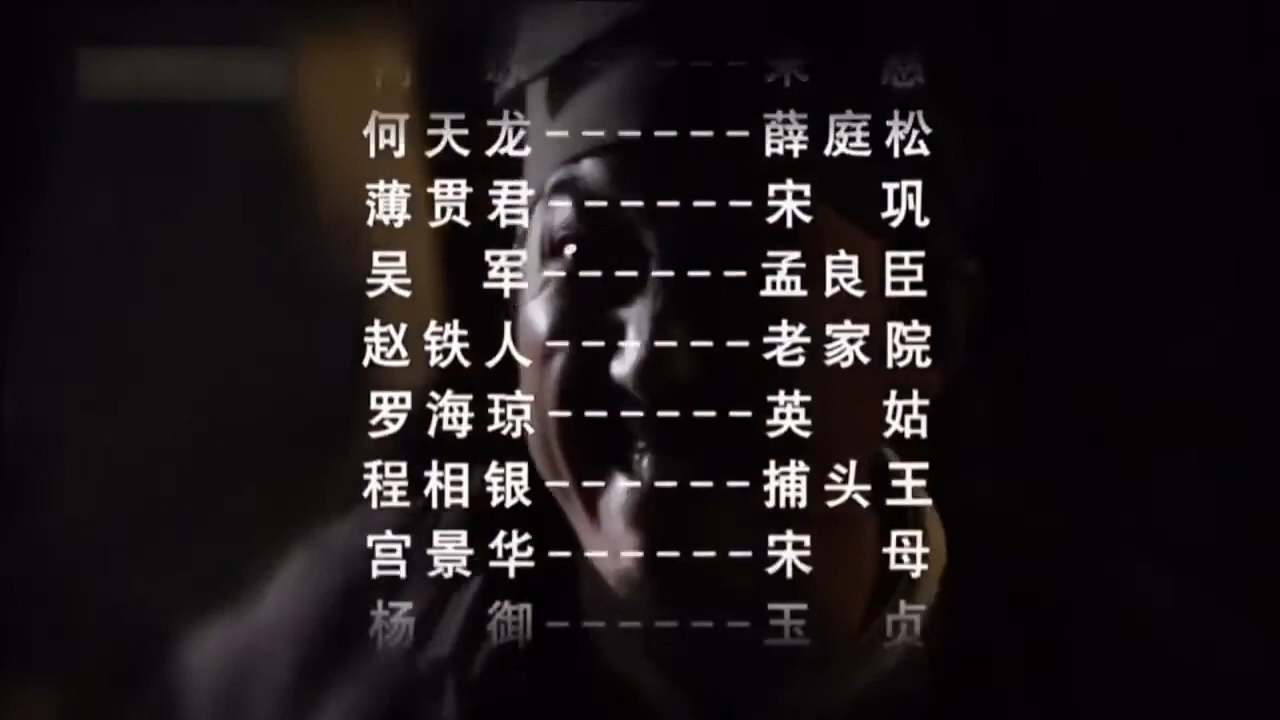 何天龙------薛庭松
薄贯君------宋 巩
吴 军------孟良臣
赵铁人------老家院
罗海琼------英 姑
程相银------捕头王
宫景华------宋 母
杨 御------玉 贞